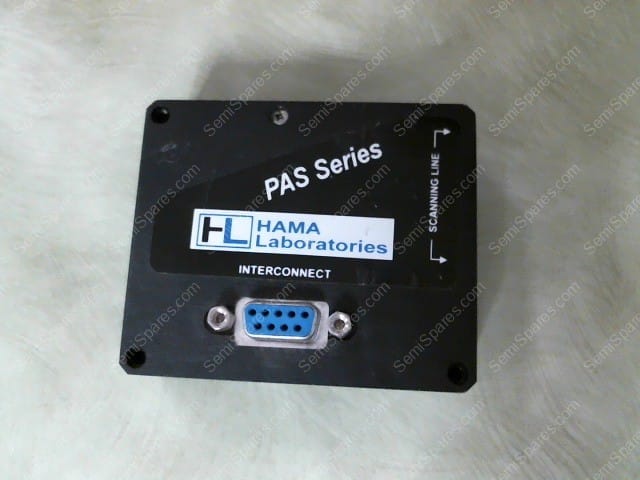 PAS Series
SCANNING LINE
HL HAMA
Laboratories
INTERCONNECT
SemiSpares.com